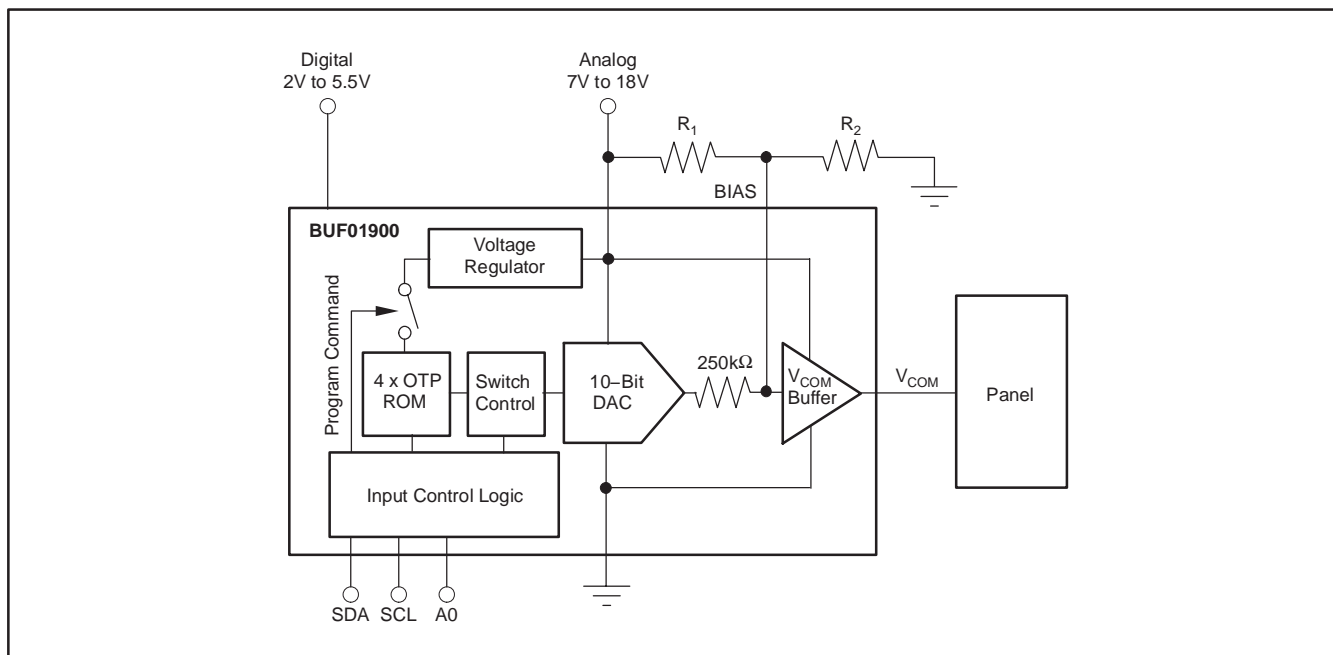 Digital
2V to 5.5V
Analog
7V to 18V
R1
R2
BIAS
BUF01900
Voltage
Regulator
Program Command
4 x OTP
ROM
Switch
Control
10–Bit
DAC
250kΩ
VCOM
Buffer
VCOM
Panel
Input Control Logic
SDA
SCL
A0